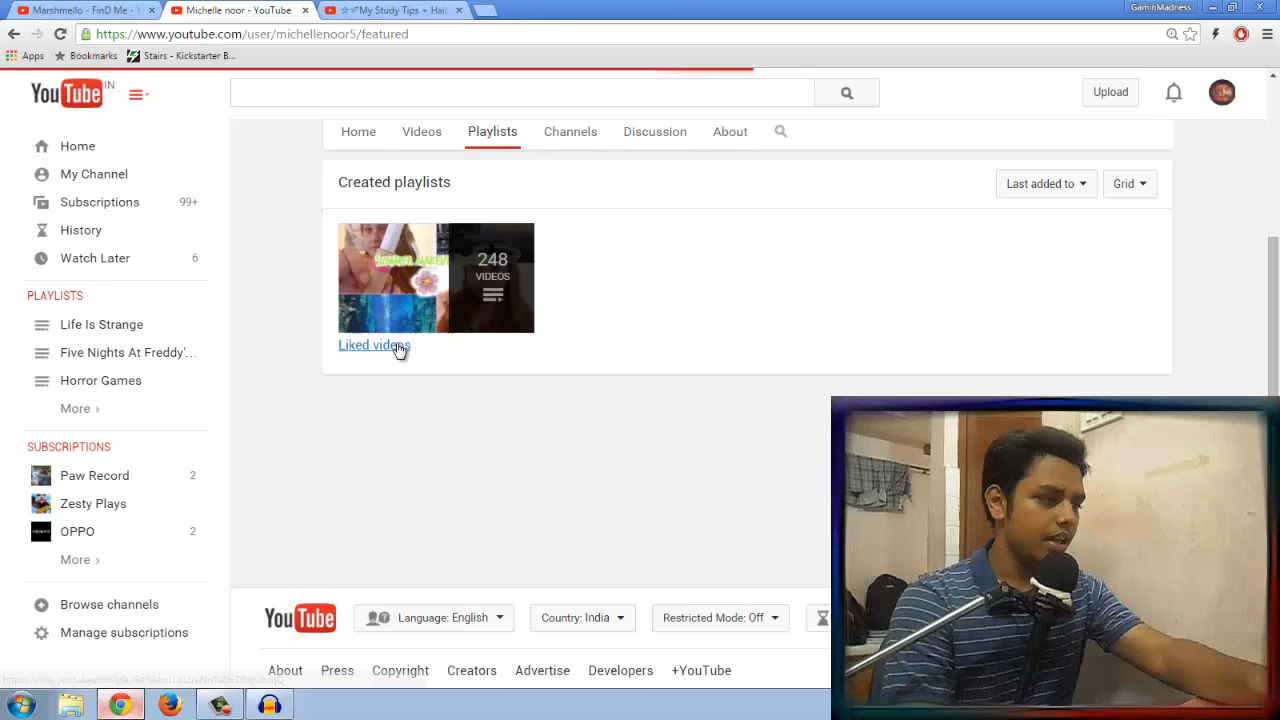 Marshmello - FinD Me - Y
Michelle noor - YouTube
☆My Study Tips + Hai
GaminMadness
https://www.youtube.com/user/michellenoor5/featured
Apps
Bookmarks
Stairs - Kickstarter B...
YouTube IN
Upload
Home
My Channel
Subscriptions 99+
History
Watch Later 6
PLAYLISTS
Life Is Strange
Five Nights At Freddy'...
Horror Games
More ›
SUBSCRIPTIONS
Paw Record 2
Zesty Plays
OPPO 2
More ›
Browse channels
Manage subscriptions
Home Videos Playlists Channels Discussion About
Created playlists
Last added to
Grid
248
VIDEOS
Liked videos
YouTube
Language: English
Country: India
Restricted Mode: Off
About Press Copyright Creators Advertise Developers +YouTube